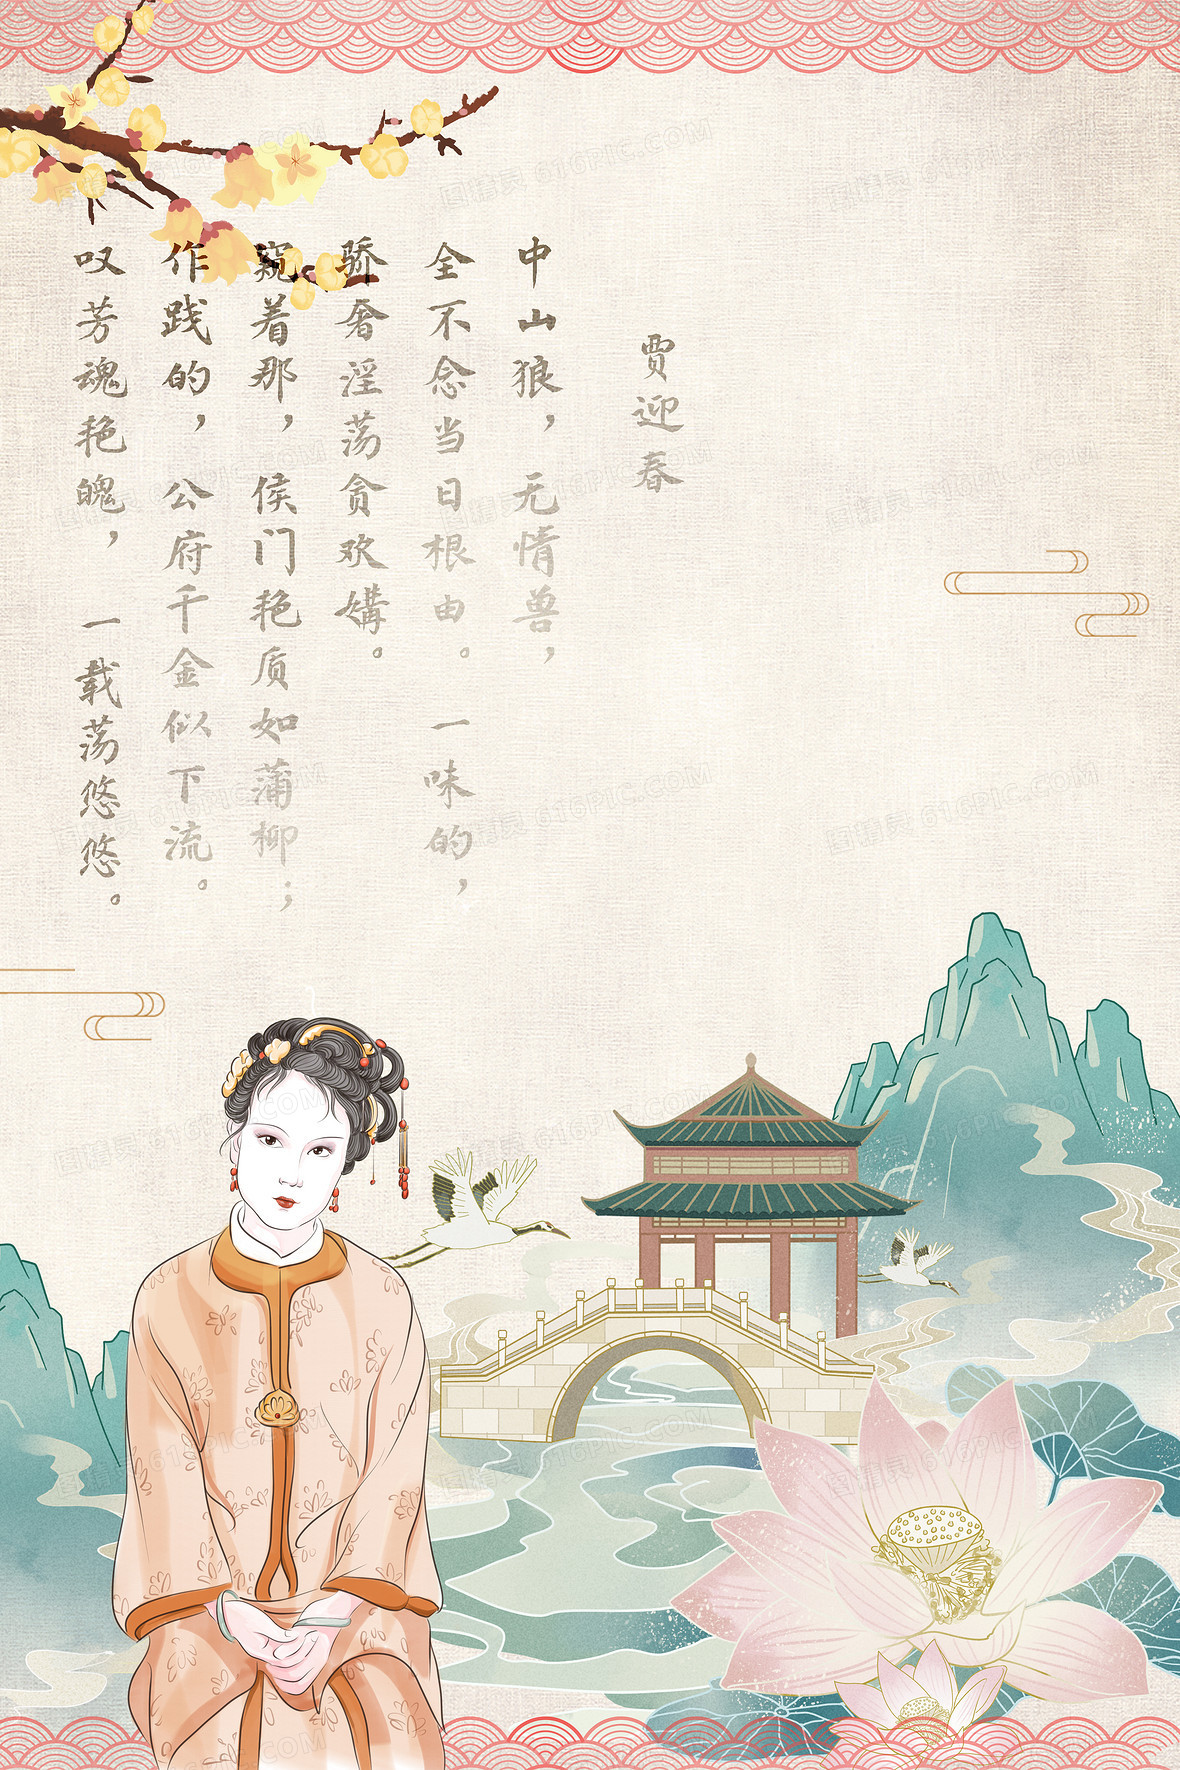 贾迎春
中山狼，无情兽，
全不念当日根由。一味的，
骄奢淫荡贪欢媾。
窥着那，侯门艳质如蒲柳；
作践的，公府千金似下流。
叹芳魂艳魄，一载荡悠悠。
图精灵 616PIC.COM